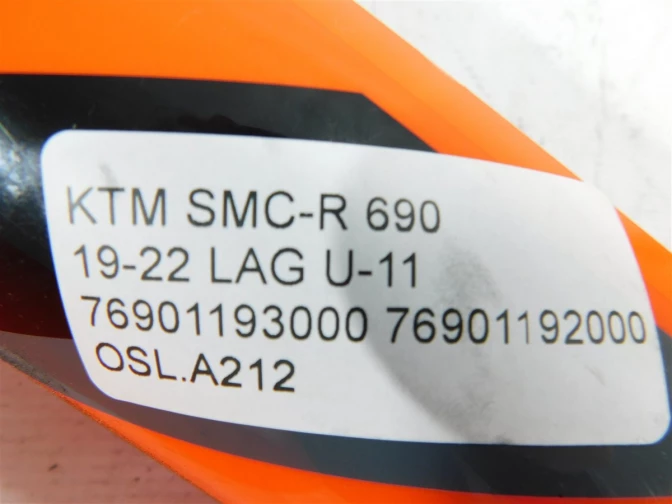 KTM SMC-R 690
19-22 LAG U-11
76901193000 76901192000
OSL.A212